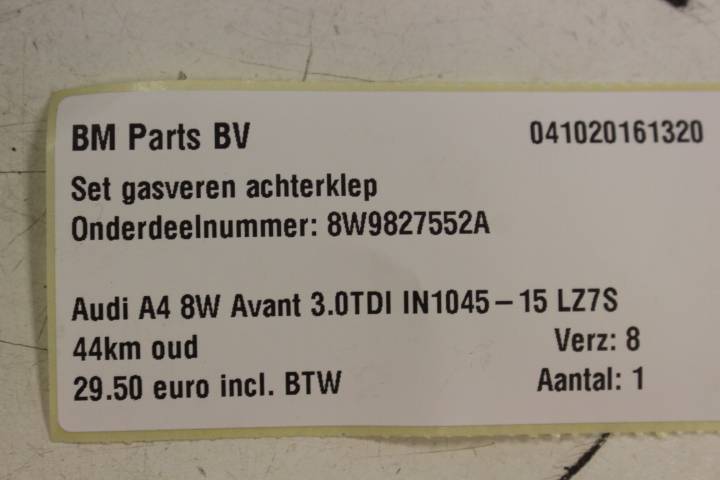 BM Parts BV 041020161320
Set gasveren achterklep
Onderdeelnummer: 8W9827552A
Audi A4 8W Avant 3.0TDI IN1045-15 LZ7S
44km oud Verz: 8
29.50 euro incl. BTW Aantal: 1